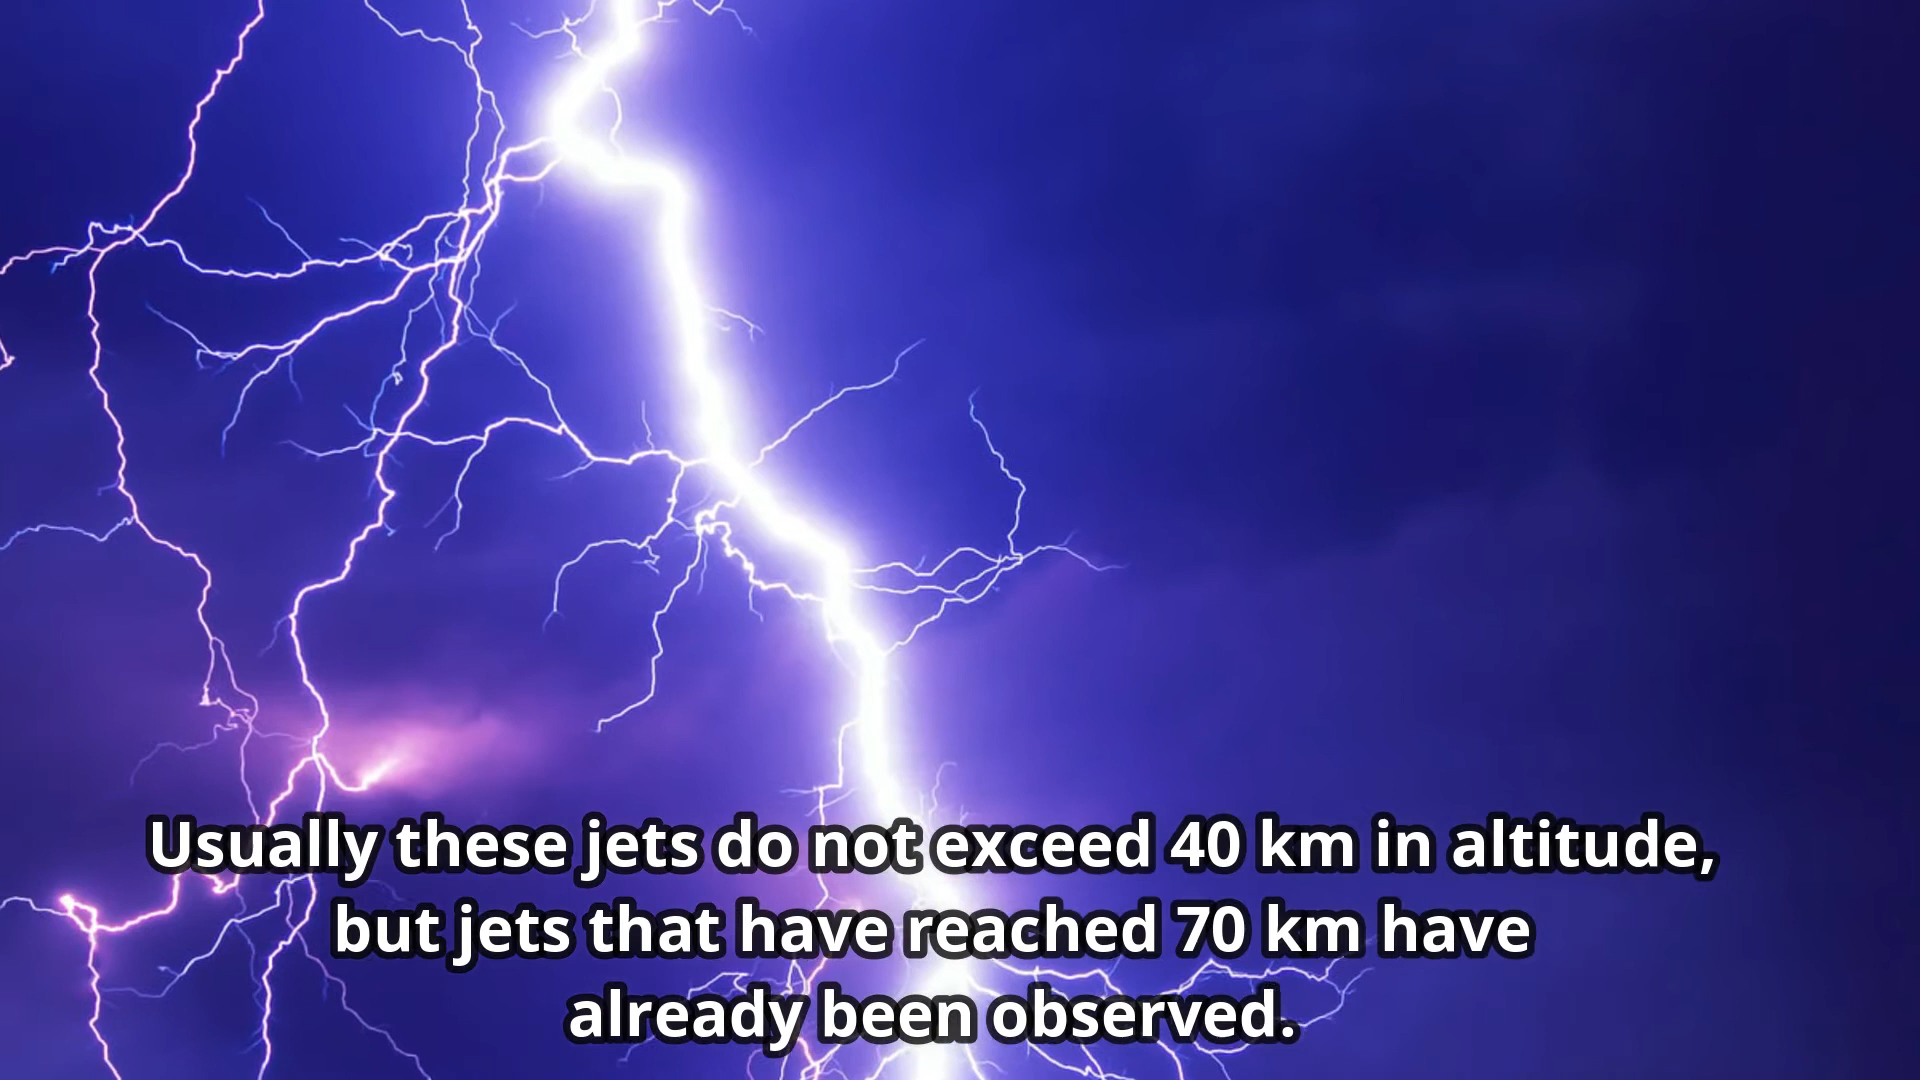 Usually these jets do not exceed 40 km in altitude,
but jets that have reached 70 km have
already been observed.